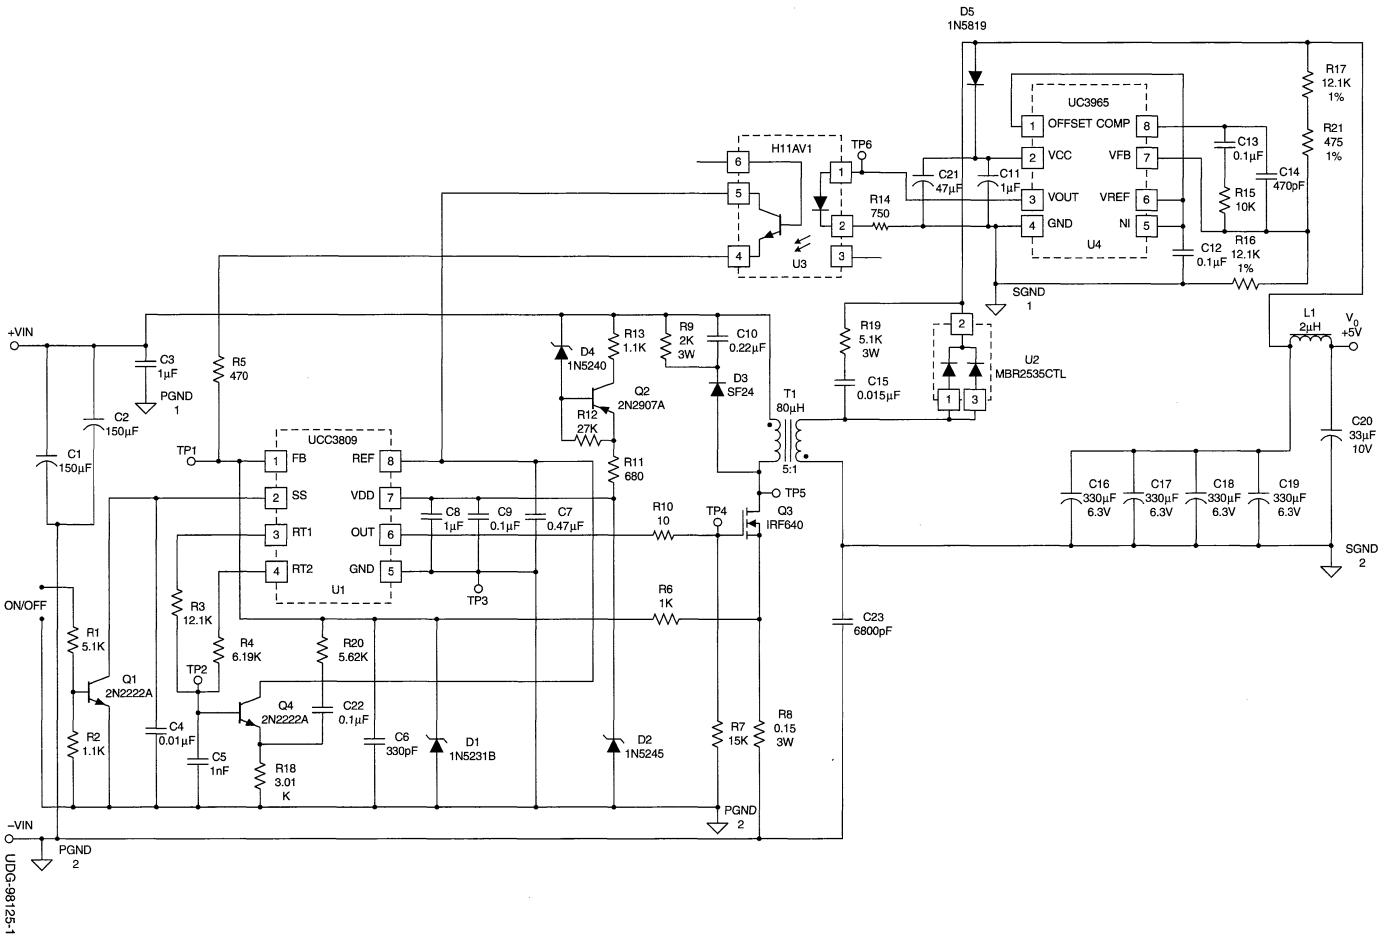 D5
1N5819
R17
12.1K
1%
UC3965
1
OFFSET COMP
8
R21
475
1%
C13
0.1µF
C14
470pF
2
VCC
VFB
7
H11AV1
TP6
6
1
5
C21
47µF
C11
1µF
R14
750
3
VOUT
VREF
6
R15
10K
2
4
GND
NI
5
U4
C12
0.1µF
R16
12.1K
1%
4
U3
3
SGND
1
+VIN
C3
1µF
PGND
1
R5
470
D4
1N5240
R13
1.1K
R9
2K
3W
C10
0.22µF
R19
5.1K
3W
2
U2
MBR2535CTL
L1
2µH
VO
+5V
D3
SF24
Q2
2N2907A
C15
0.015µF
1
3
T1
80µH
5:1
C2
150µF
C1
150µF
R12
27K
C20
33µF
10V
TP1
UCC3809
1
FB
REF
8
R11
680
2
SS
VDD
7
C16
330µF
6.3V
C17
330µF
6.3V
C18
330µF
6.3V
C19
330µF
6.3V
TP5
C8
1µF
C9
0.1µF
C7
0.47µF
R10
10
TP4
Q3
IRF640
3
RT1
OUT
6
4
RT2
GND
5
U1
TP3
SGND
2
ON/OFF
R3
12.1K
R6
1K
C23
6800pF
R1
5.1K
R4
6.19K
R20
5.62K
TP2
Q1
2N2222A
Q4
2N2222A
C22
0.1µF
R2
1.1K
C4
0.01µF
C5
1nF
R18
3.01
K
C6
330pF
D1
1N5231B
D2
1N5245
R7
15K
R8
0.15
3W
PGND
2
–VIN
PGND
2
UDG-98125-1